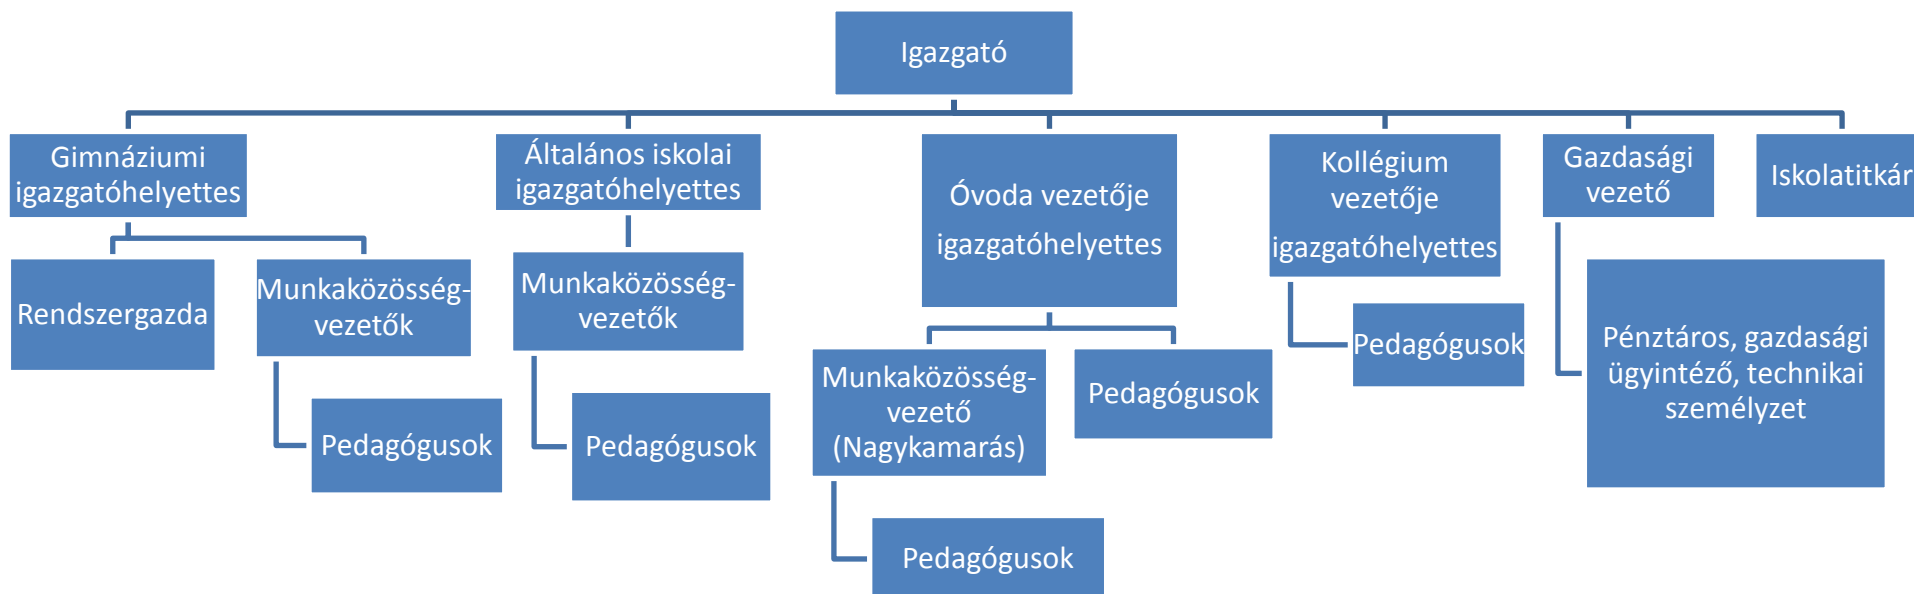 Igazgató
Gimnáziumi
igazgatóhelyettes
Általános iskolai
igazgatóhelyettes
Óvoda vezetője
igazgatóhelyettes
Kollégium
vezetője
igazgatóhelyettes
Gazdasági
vezető
Iskolatitkár
Rendszergazda
Munkaközösség-
vezetők
Pedagógusok
Munkaközösség-
vezetők
Pedagógusok
Munkaközösség-
vezető
(Nagykamarás)
Pedagógusok
Pedagógusok
Pedagógusok
Pénztáros, gazdasági
ügyintéző, technikai
személyzet